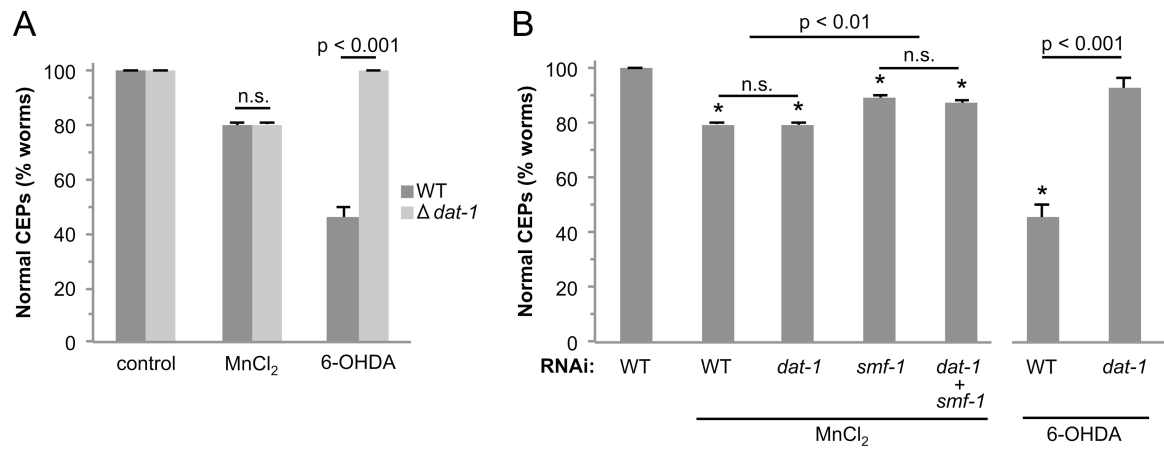 A
p < 0.001
n.s.
Normal CEPs (% worms)
100
80
60
40
20
0
WT
Δ dat-1
control MnCl₂ 6-OHDA
B
p < 0.01
n.s.
n.s.
p < 0.001
* * * * *
Normal CEPs (% worms)
100
80
60
40
20
0
RNAi: WT WT dat-1 smf-1 dat-1 + smf-1 WT dat-1
MnCl₂ 6-OHDA